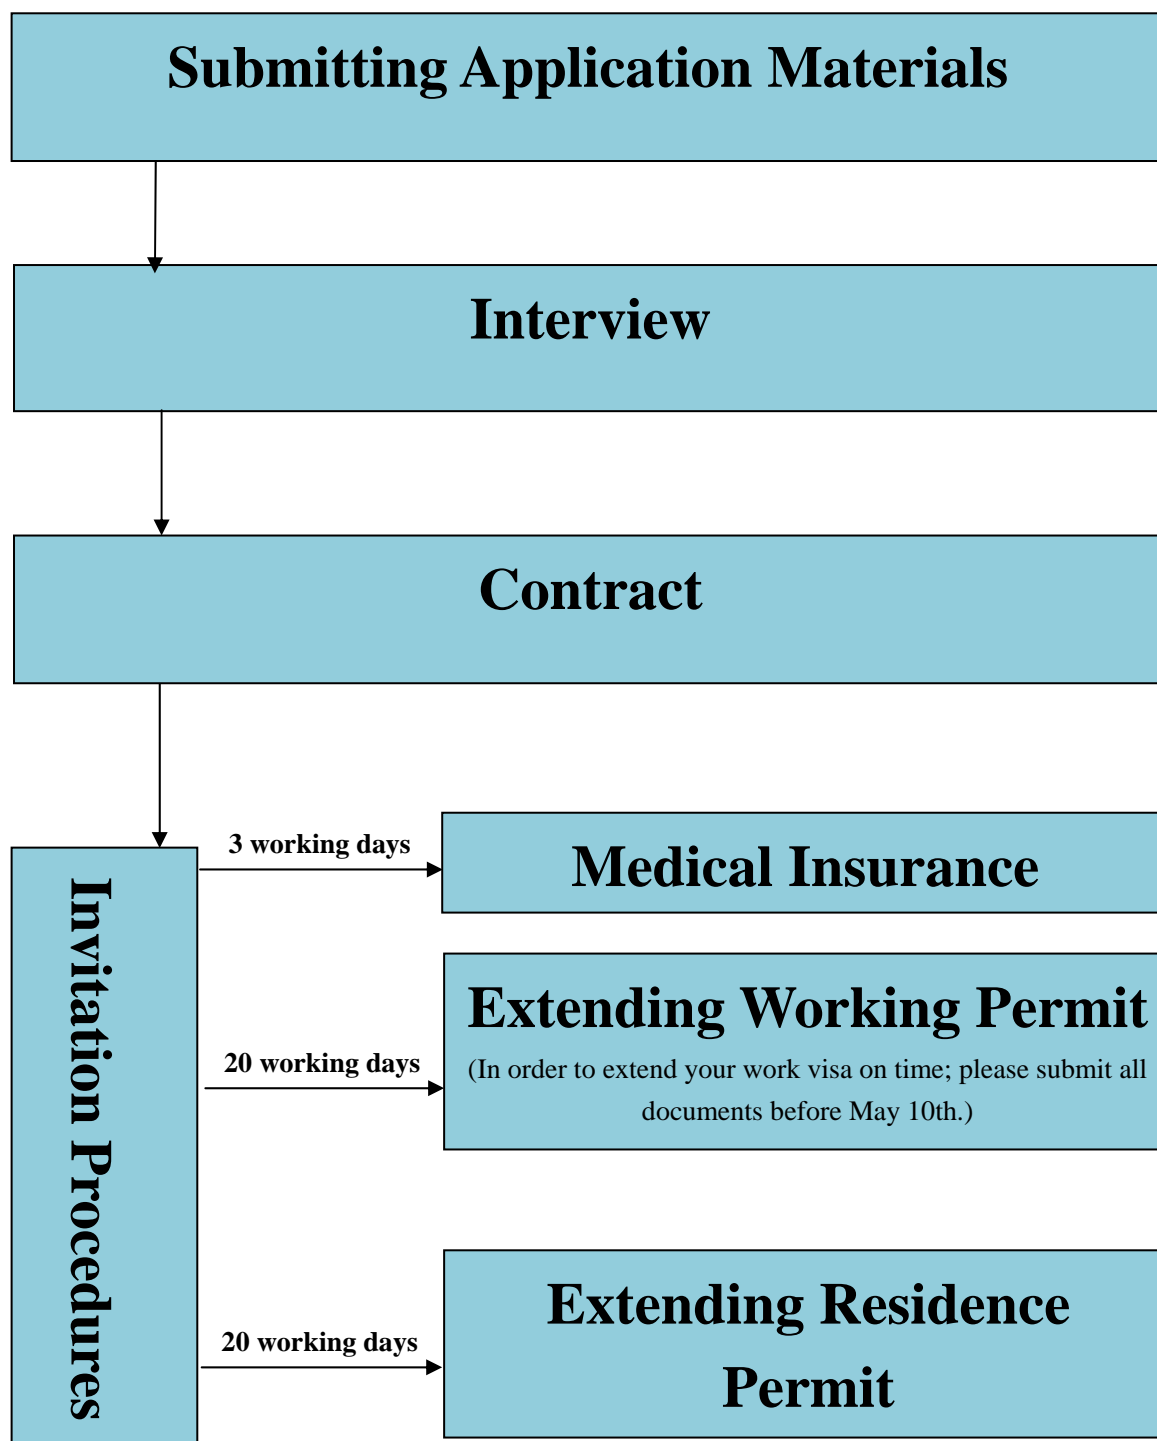 Submitting Application Materials
Interview
Contract
Invitation Procedures
3 working days
Medical Insurance
20 working days
Extending Working Permit
(In order to extend your work visa on time; please submit all
documents before May 10th.)
20 working days
Extending Residence
Permit